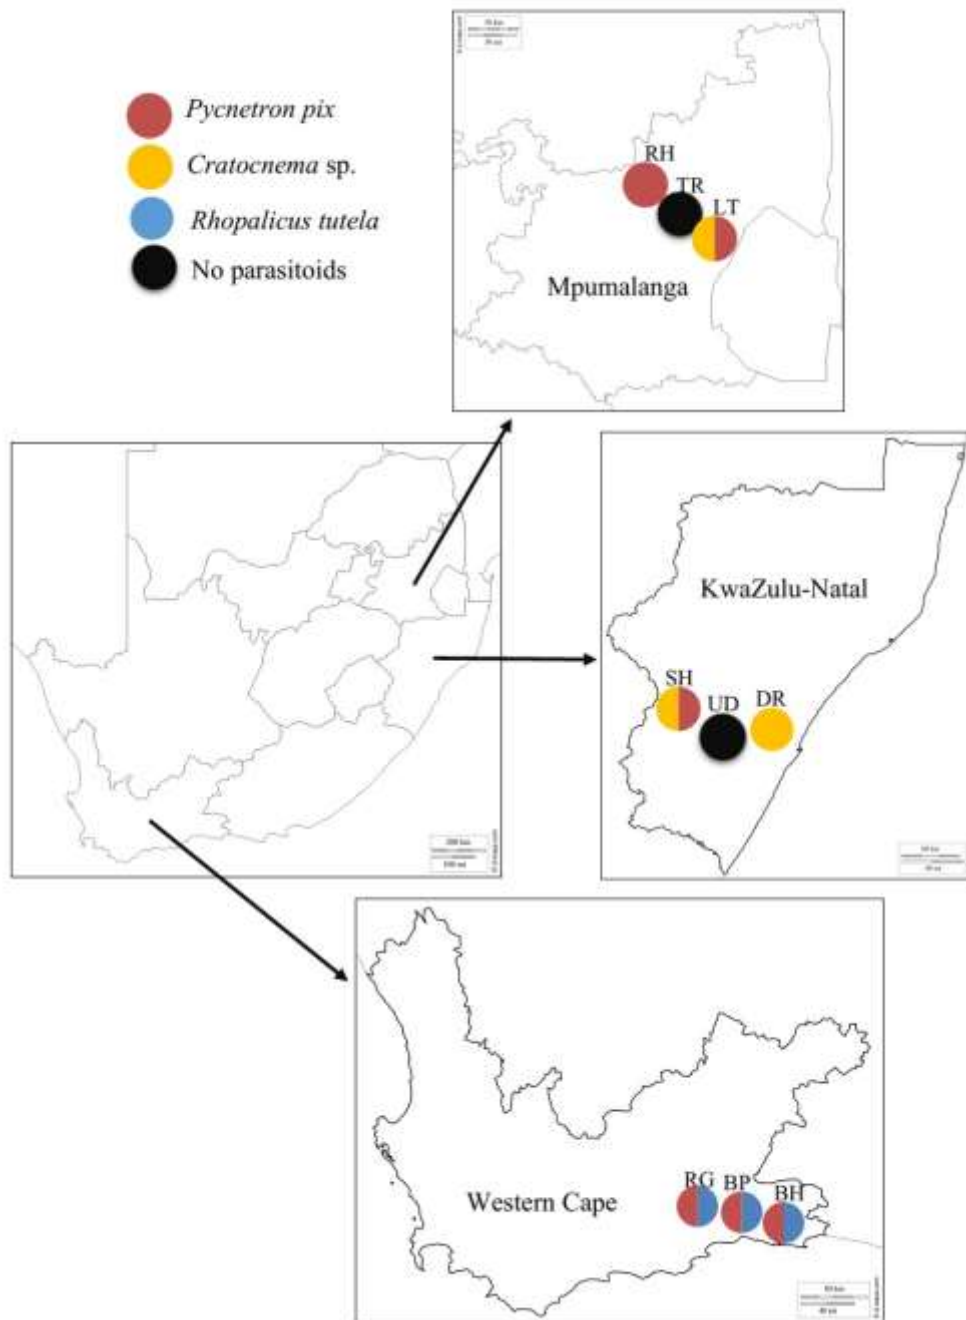 Pycnetron pix
Cratocnema sp.
Rhopalicus tutela
No parasitoids
RH
TR
LT
Mpumalanga
KwaZulu-Natal
SH
UD
DR
RG
BP
BH
Western Cape